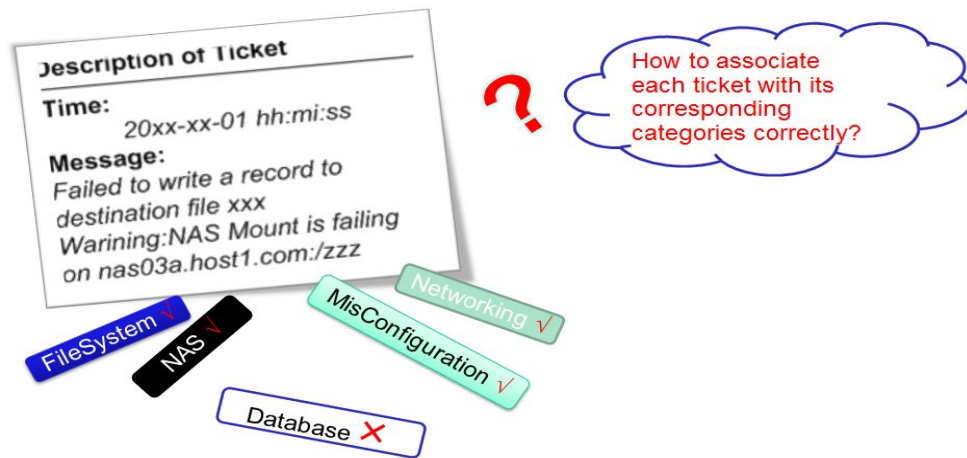 Description of Ticket
Time:
20xx-xx-01 hh:mi:ss
Message:
Failed to write a record to
destination file xxx
Warining:NAS Mount is failing
on nas03a.host1.com:/zzz
?
How to associate
each ticket with its
corresponding
categories correctly?
FileSystem √
NAS √
MisConfiguration √
Networking √
Database ✕